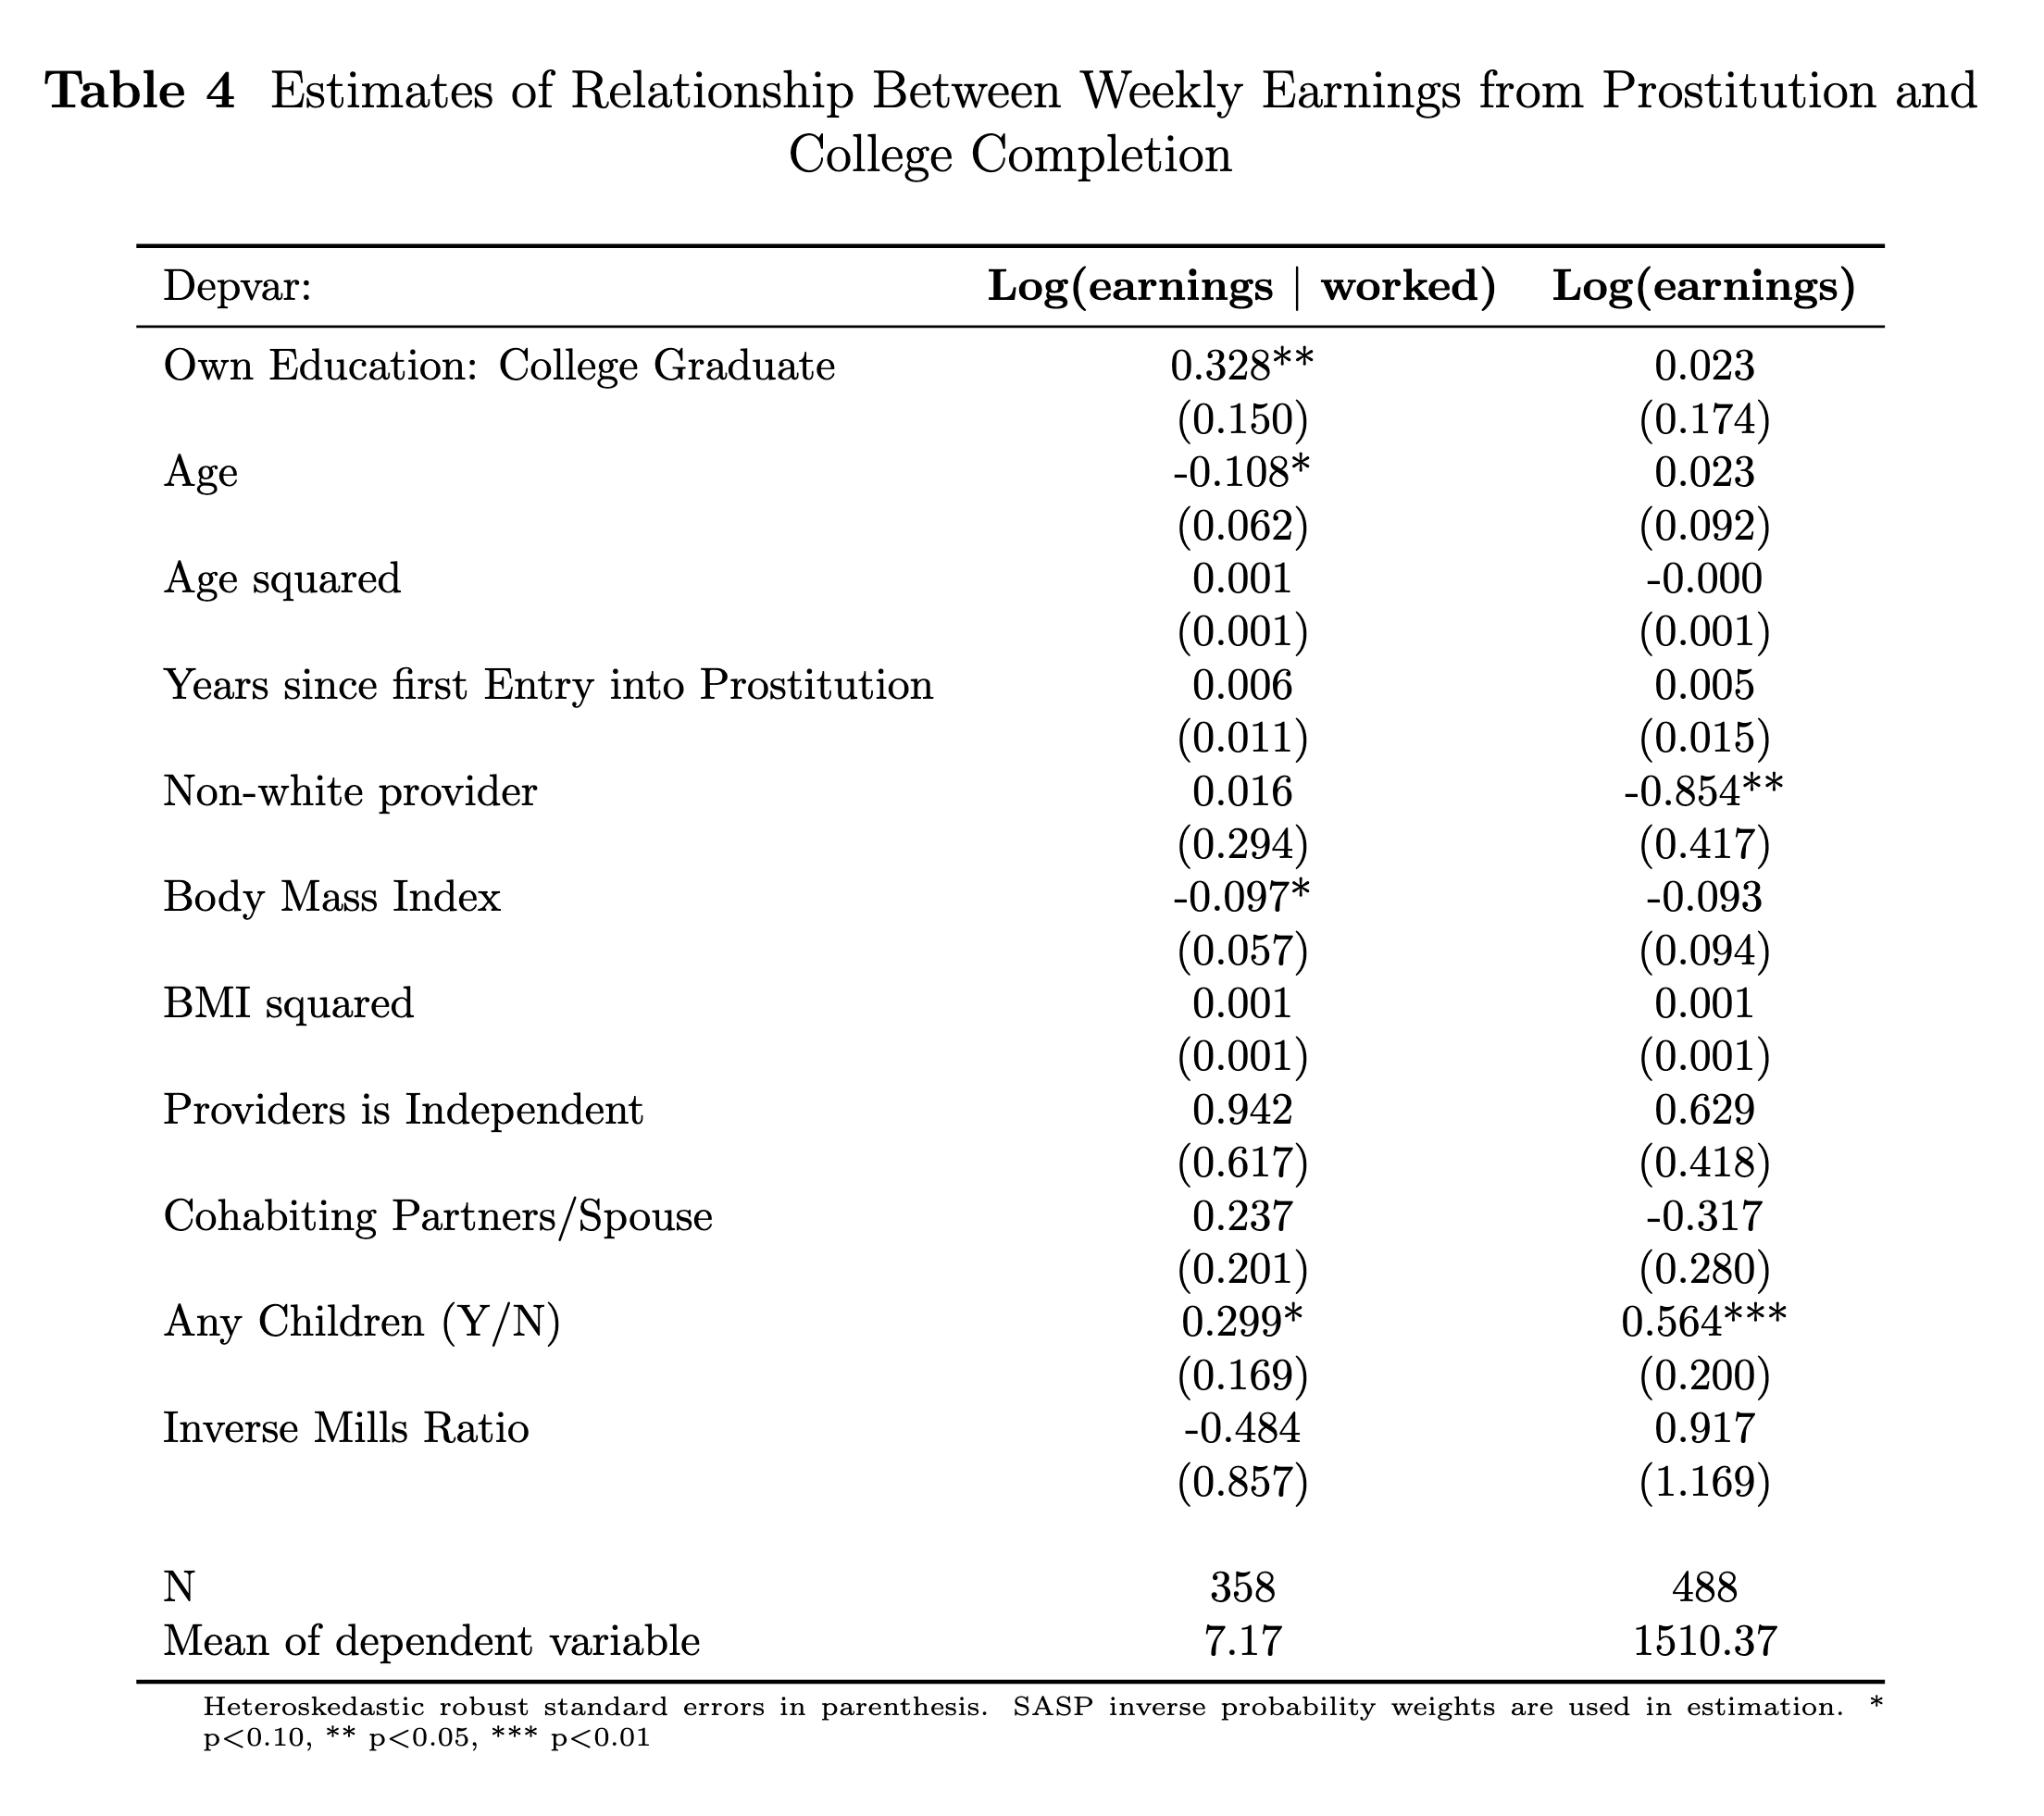 Table 4 Estimates of Relationship Between Weekly Earnings from Prostitution and
College Completion
Depvar: Log(earnings | worked) Log(earnings)
Own Education: College Graduate 0.328** 0.023
(0.150) (0.174)
Age -0.108* 0.023
(0.062) (0.092)
Age squared 0.001 -0.000
(0.001) (0.001)
Years since first Entry into Prostitution 0.006 0.005
(0.011) (0.015)
Non-white provider 0.016 -0.854**
(0.294) (0.417)
Body Mass Index -0.097* -0.093
(0.057) (0.094)
BMI squared 0.001 0.001
(0.001) (0.001)
Providers is Independent 0.942 0.629
(0.617) (0.418)
Cohabiting Partners/Spouse 0.237 -0.317
(0.201) (0.280)
Any Children (Y/N) 0.299* 0.564***
(0.169) (0.200)
Inverse Mills Ratio -0.484 0.917
(0.857) (1.169)
N 358 488
Mean of dependent variable 7.17 1510.37
Heteroskedastic robust standard errors in parenthesis. SASP inverse probability weights are used in estimation. *
p<0.10, ** p<0.05, *** p<0.01